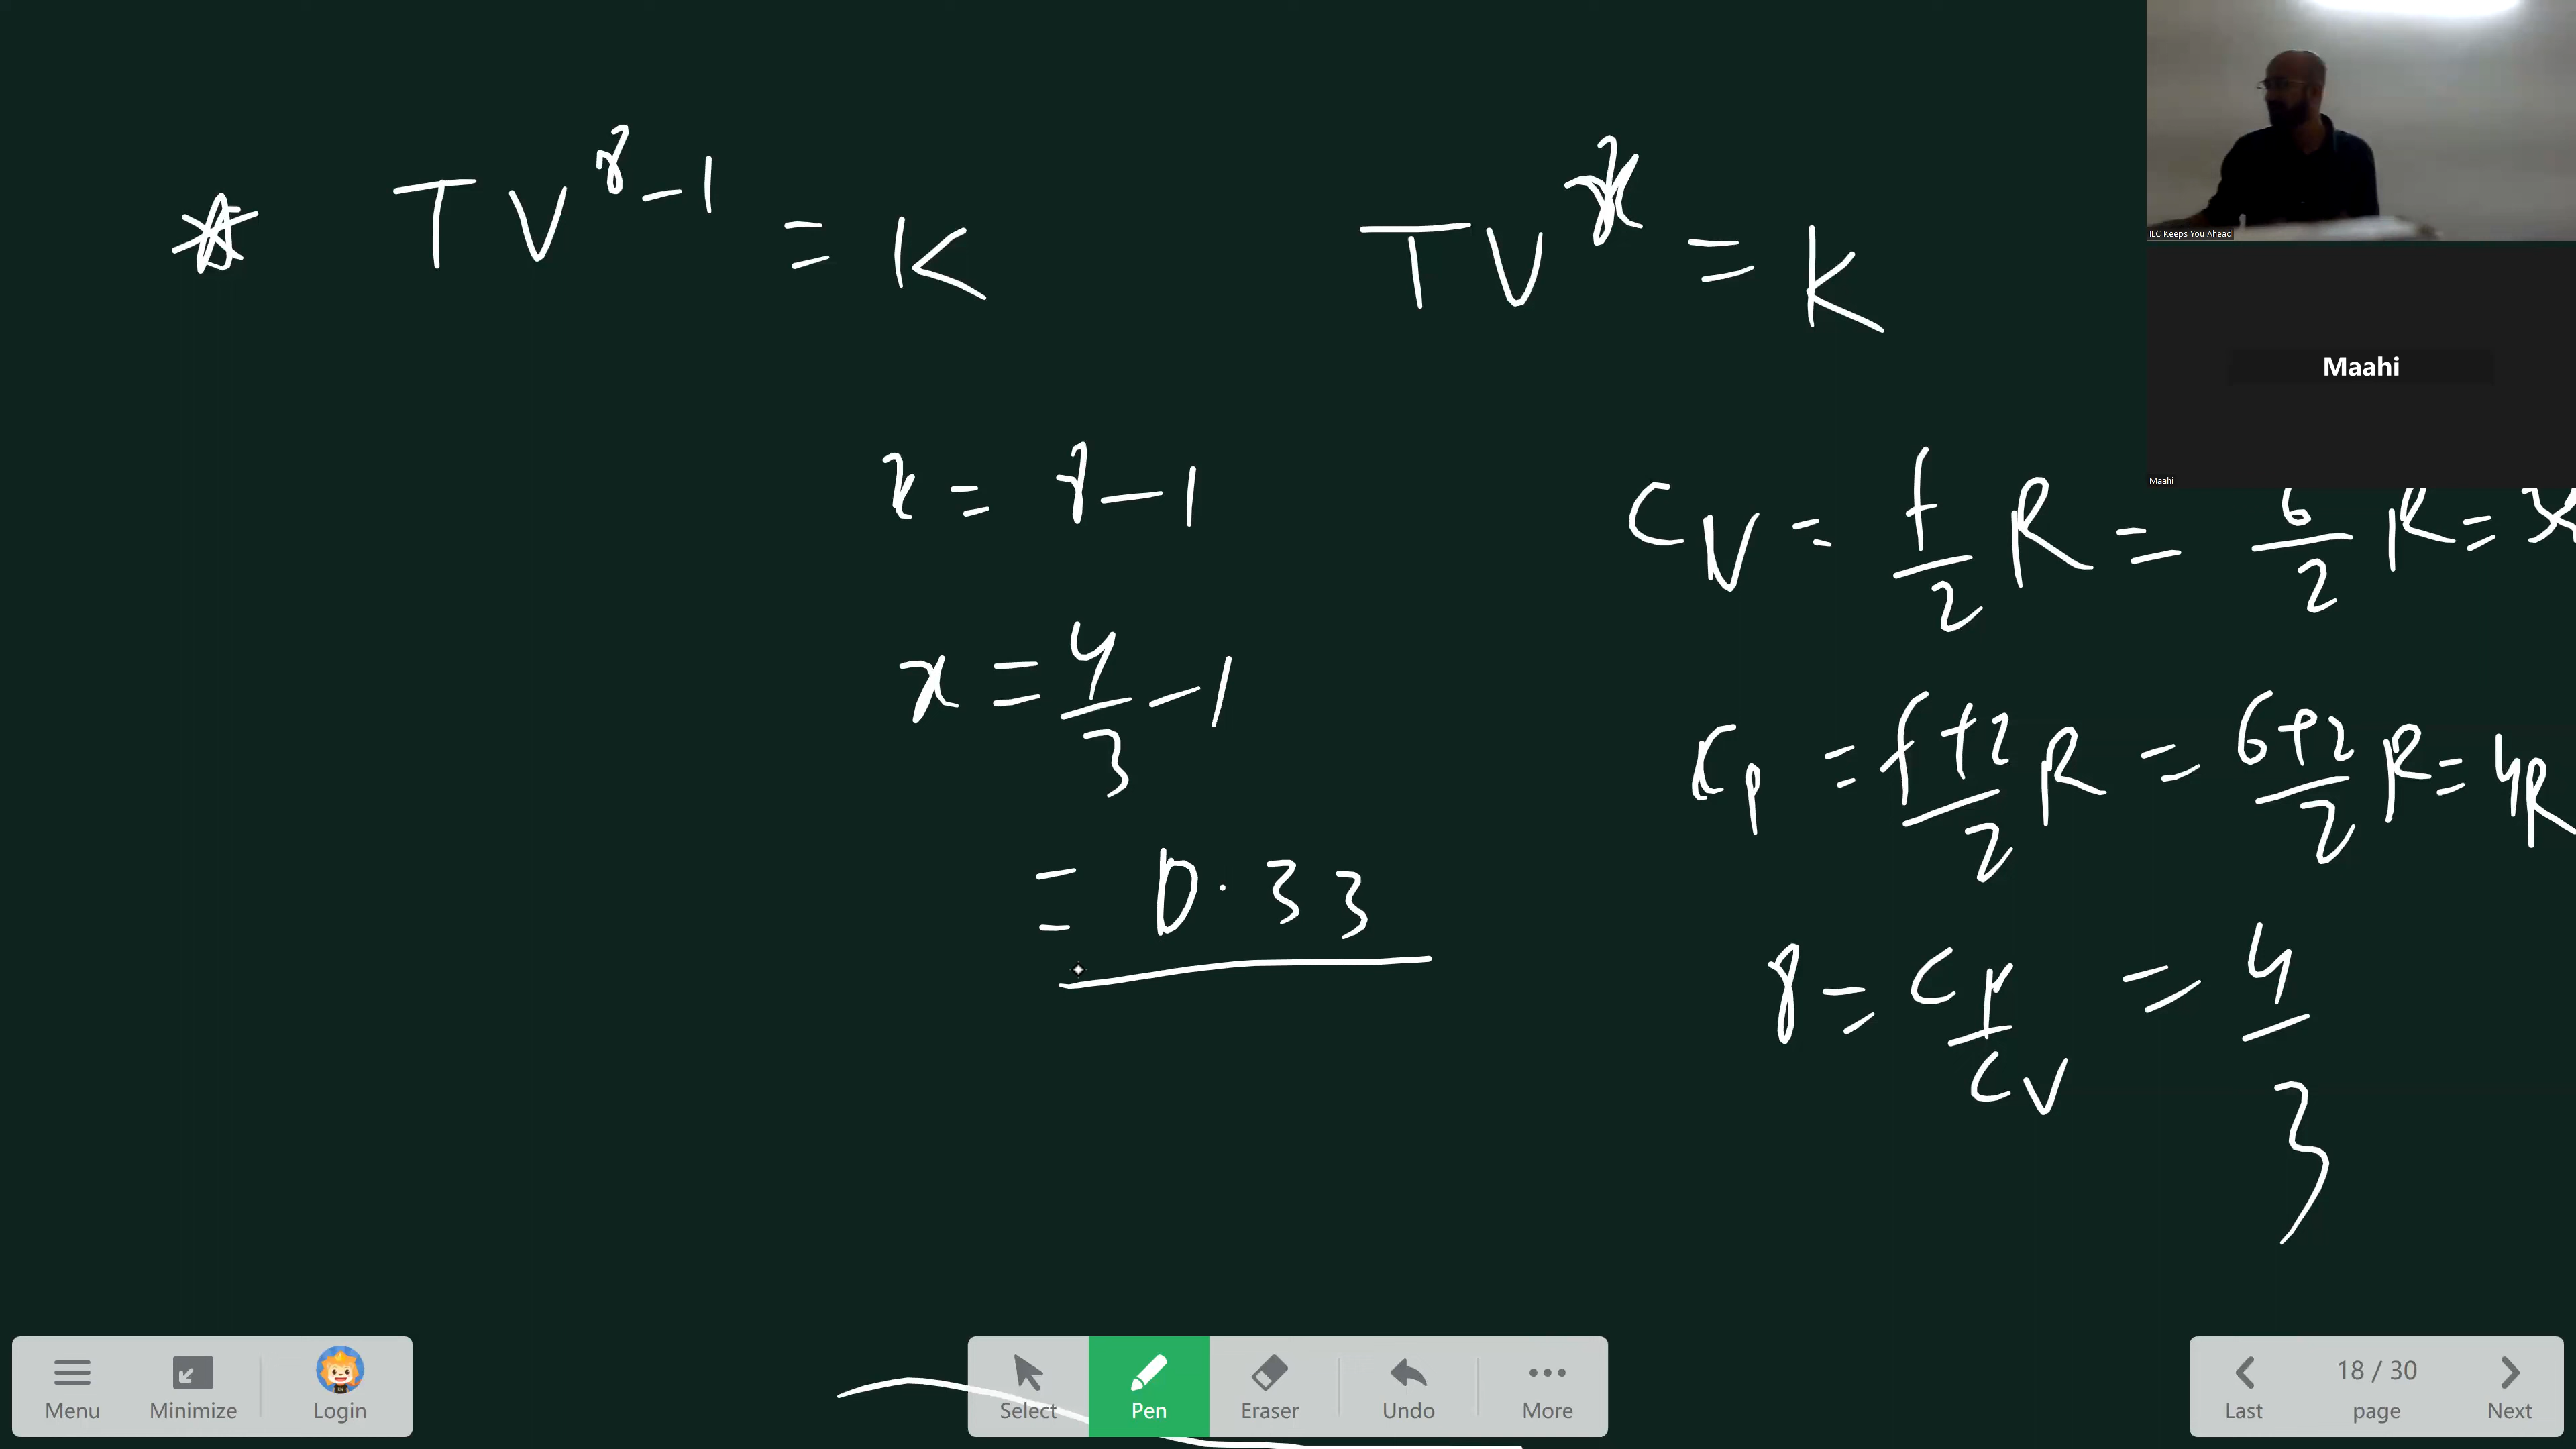 * TV^γ-1 = K
TV^x = k
x = γ - 1
x = 4/3 - 1
= 0.33
Cv = f/2 R = 6/2 R = 3R
Cp = f+2/2 R = 6+2/2 R = 4R
γ = Cp/Cv = 4/3
ILC Keeps You Ahead
Maahi
Maahi
Menu Minimize Login
Select Pen Eraser Undo More
Last 18 / 30 page Next